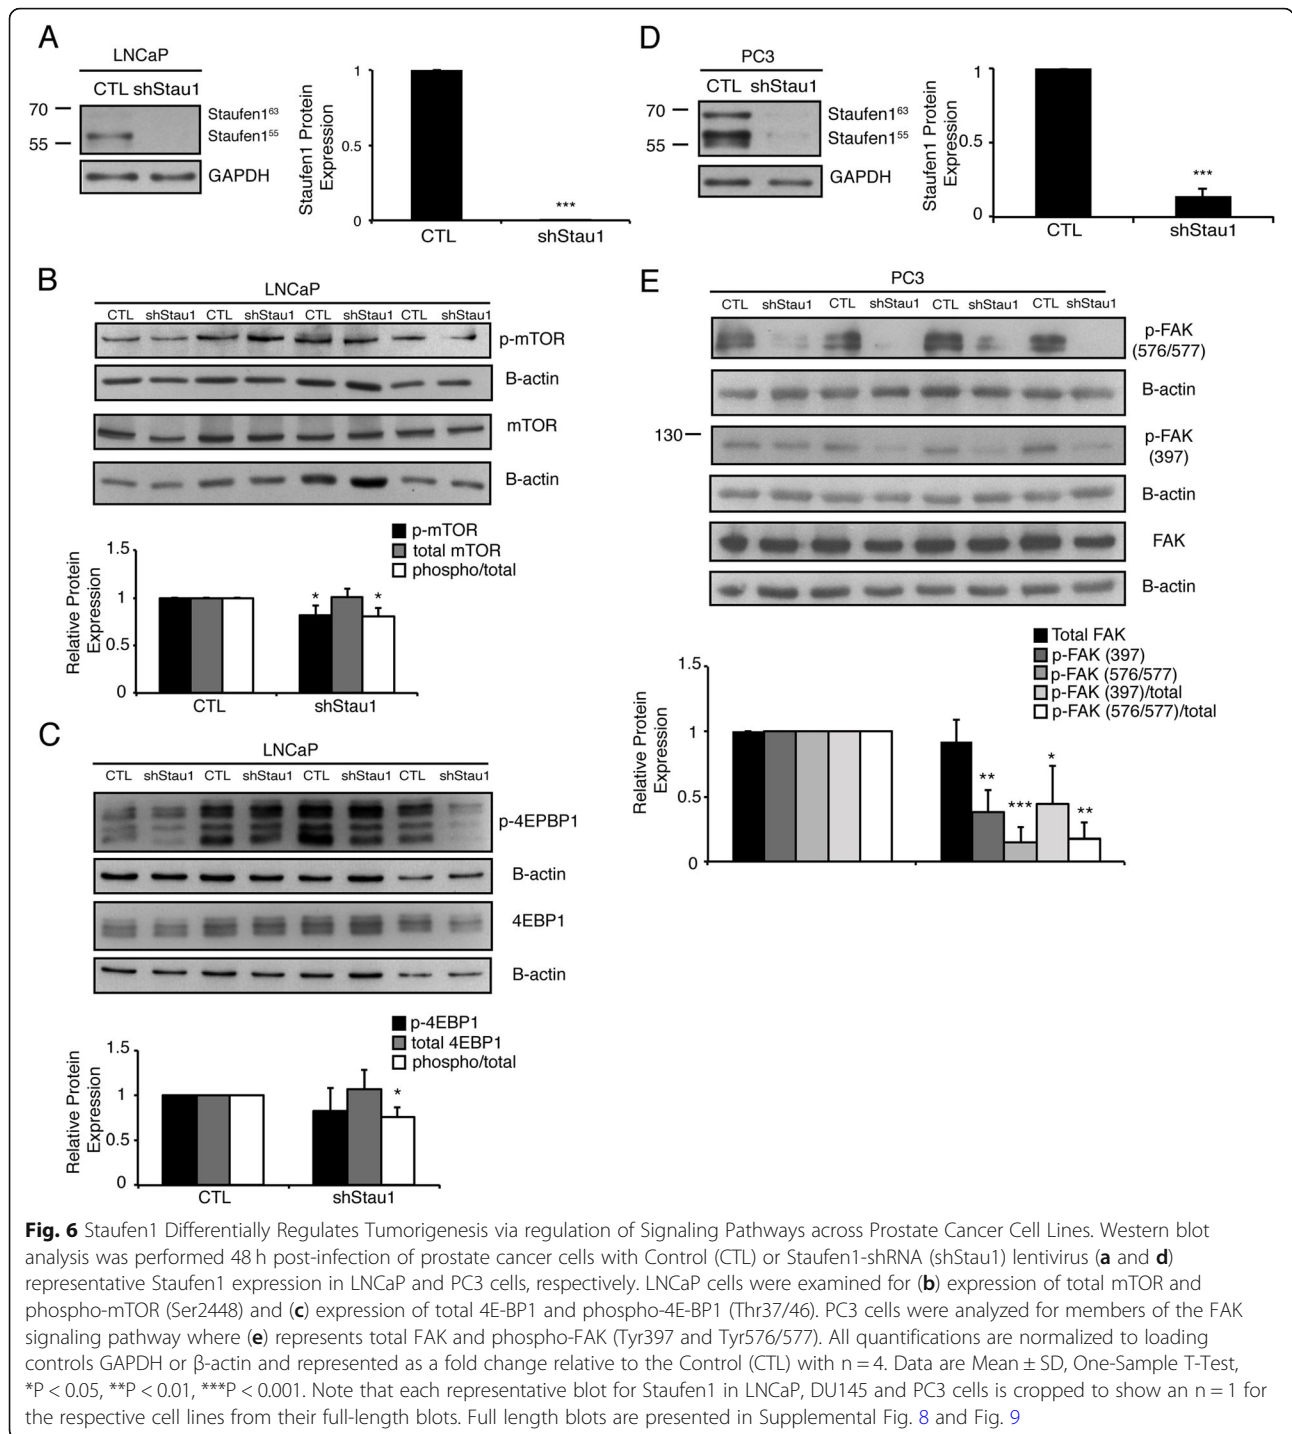 A
LNCaP
CTL shStau1
70
55
Staufen1⁶³
Staufen1⁵⁵
GAPDH
Staufen1 Protein
Expression
1
0.5
0
***
CTL shStau1
D
PC3
CTL shStau1
70
55
Staufen1⁶³
Staufen1⁵⁵
GAPDH
Staufen1 Protein
Expression
1
0.5
0
***
CTL shStau1
B
LNCaP
CTL shStau1 CTL shStau1 CTL shStau1 CTL shStau1
p-mTOR
B-actin
mTOR
B-actin
p-mTOR
total mTOR
phospho/total
Relative Protein
Expression
1.5
1
0.5
0
* *
CTL shStau1
C
LNCaP
CTL shStau1 CTL shStau1 CTL shStau1 CTL shStau1
p-4EPBP1
B-actin
4EBP1
B-actin
p-4EBP1
total 4EBP1
phospho/total
Relative Protein
Expression
1.5
1
0.5
0
*
CTL shStau1
E
PC3
CTL shStau1 CTL shStau1 CTL shStau1 CTL shStau1
p-FAK
(576/577)
B-actin
130
p-FAK
(397)
B-actin
FAK
B-actin
Total FAK
p-FAK (397)
p-FAK (576/577)
p-FAK (397)/total
p-FAK (576/577)/total
Relative Protein
Expression
1.5
1
0.5
0
** *** * **
Fig. 6 Staufen1 Differentially Regulates Tumorigenesis via regulation of Signaling Pathways across Prostate Cancer Cell Lines. Western blot
analysis was performed 48 h post-infection of prostate cancer cells with Control (CTL) or Staufen1-shRNA (shStau1) lentivirus (a and d)
representative Staufen1 expression in LNCaP and PC3 cells, respectively. LNCaP cells were examined for (b) expression of total mTOR and
phospho-mTOR (Ser2448) and (c) expression of total 4E-BP1 and phospho-4E-BP1 (Thr37/46). PC3 cells were analyzed for members of the FAK
signaling pathway where (e) represents total FAK and phospho-FAK (Tyr397 and Tyr576/577). All quantifications are normalized to loading
controls GAPDH or β-actin and represented as a fold change relative to the Control (CTL) with n = 4. Data are Mean ± SD, One-Sample T-Test,
*P < 0.05, **P < 0.01, ***P < 0.001. Note that each representative blot for Staufen1 in LNCaP, DU145 and PC3 cells is cropped to show an n = 1 for
the respective cell lines from their full-length blots. Full length blots are presented in Supplemental Fig. 8 and Fig. 9